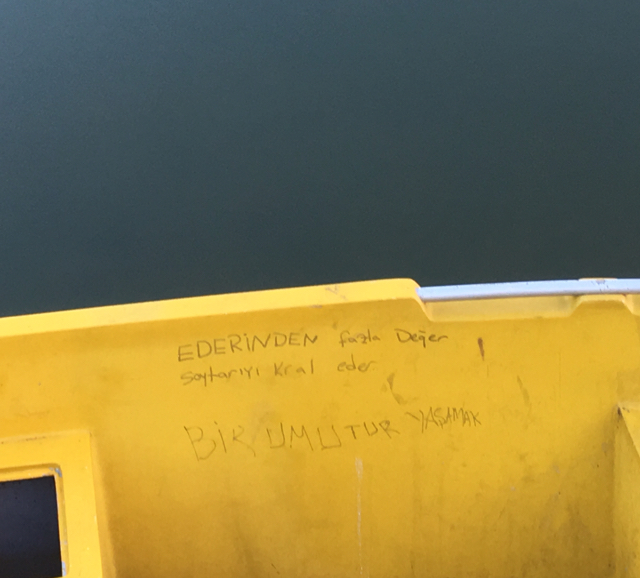 EDERİNDEN fazla Değer
soytarıyı kral eder.
BİR UMUTUR YAŞAMAK